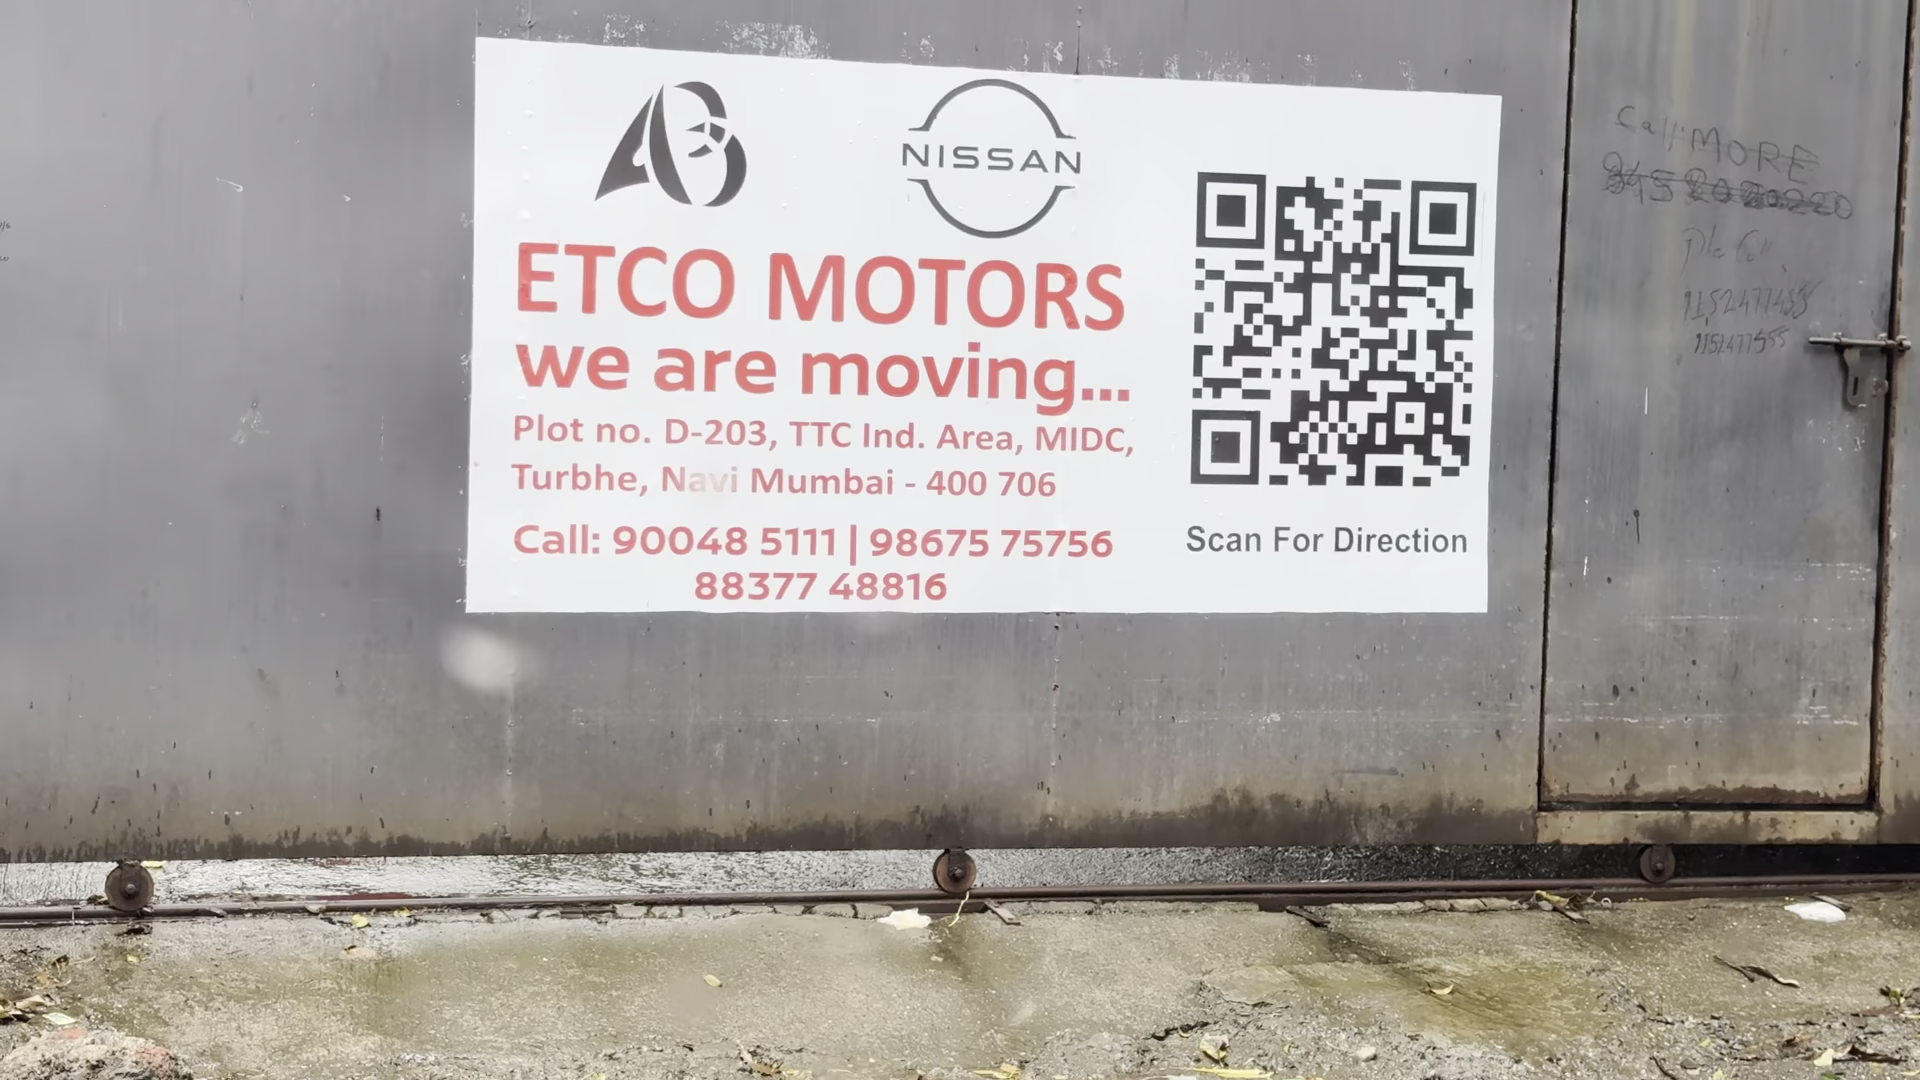 NISSAN
ETCO MOTORS
we are moving...
Plot no. D-203, TTC Ind. Area, MIDC,
Turbhe, Navi Mumbai - 400 706
Call: 90048 5111 | 98675 75756
88377 48816
Scan For Direction
Call MORE